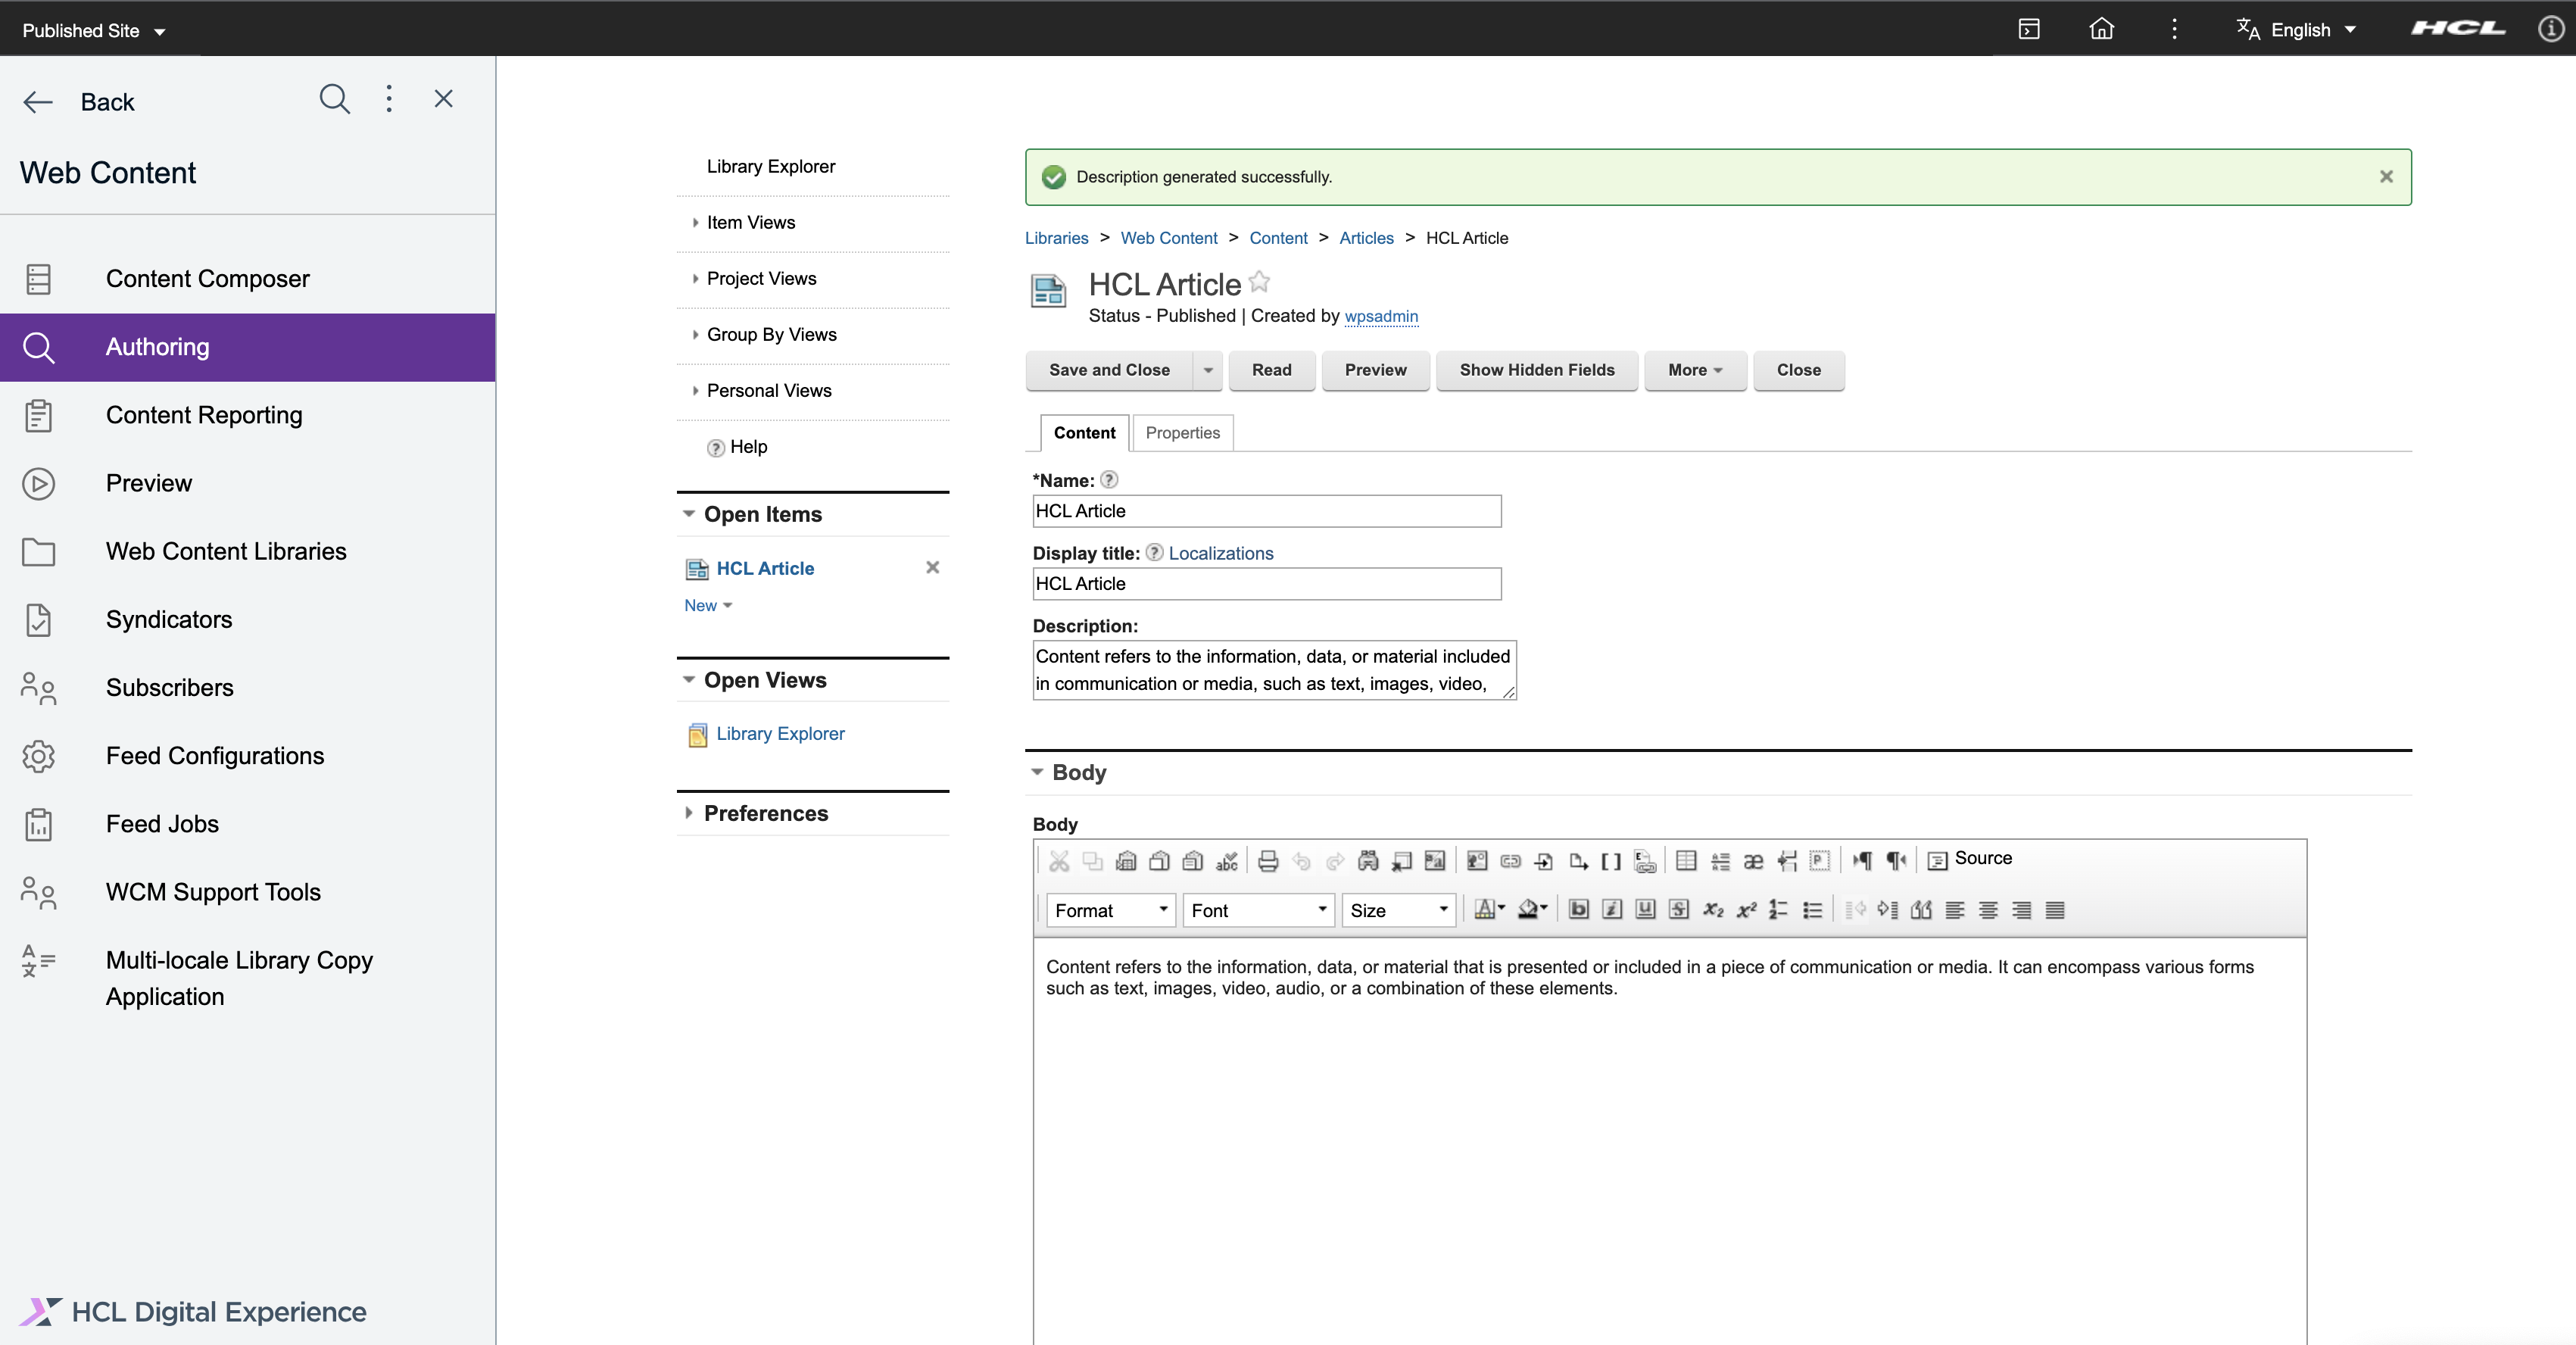 Published Site
English
HCL
Back
Web Content
Content Composer
Authoring
Content Reporting
Preview
Web Content Libraries
Syndicators
Subscribers
Feed Configurations
Feed Jobs
WCM Support Tools
Multi-locale Library Copy
Application
HCL Digital Experience
Library Explorer
Item Views
Project Views
Group By Views
Personal Views
Help
Open Items
HCL Article
New
Open Views
Library Explorer
Preferences
Description generated successfully.
Libraries > Web Content > Content > Articles > HCL Article
HCL Article
Status - Published | Created by wpsadmin
Save and Close Read Preview Show Hidden Fields More Close
Content Properties
*Name:
HCL Article
Display title: Localizations
HCL Article
Description:
Content refers to the information, data, or material included
in communication or media, such as text, images, video,
Body
Body
Source
Format Font Size
Content refers to the information, data, or material that is presented or included in a piece of communication or media. It can encompass various forms
such as text, images, video, audio, or a combination of these elements.